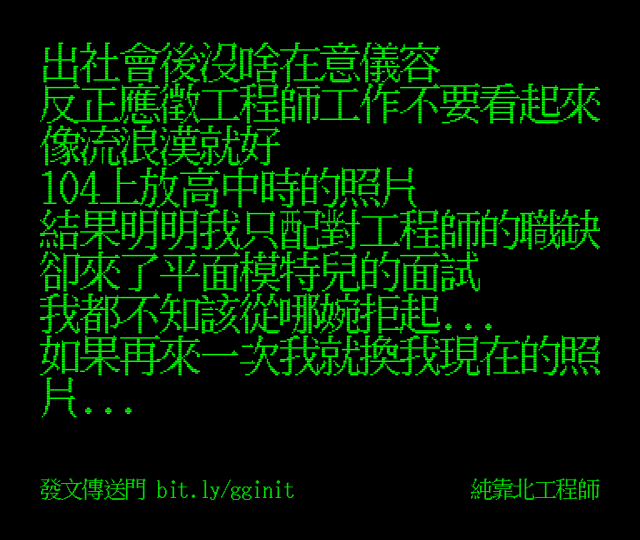 出社會後沒啥在意儀容
反正應徵工程師工作不要看起來
像流浪漢就好
104上放高中時的照片
結果明明我只配對工程師的職缺
卻來了平面模特兒的面試
我都不知該從哪婉拒起...
如果再來一次我就換我現在的照
片...
發文傳送門 bit.ly/gginit
純靠北工程師